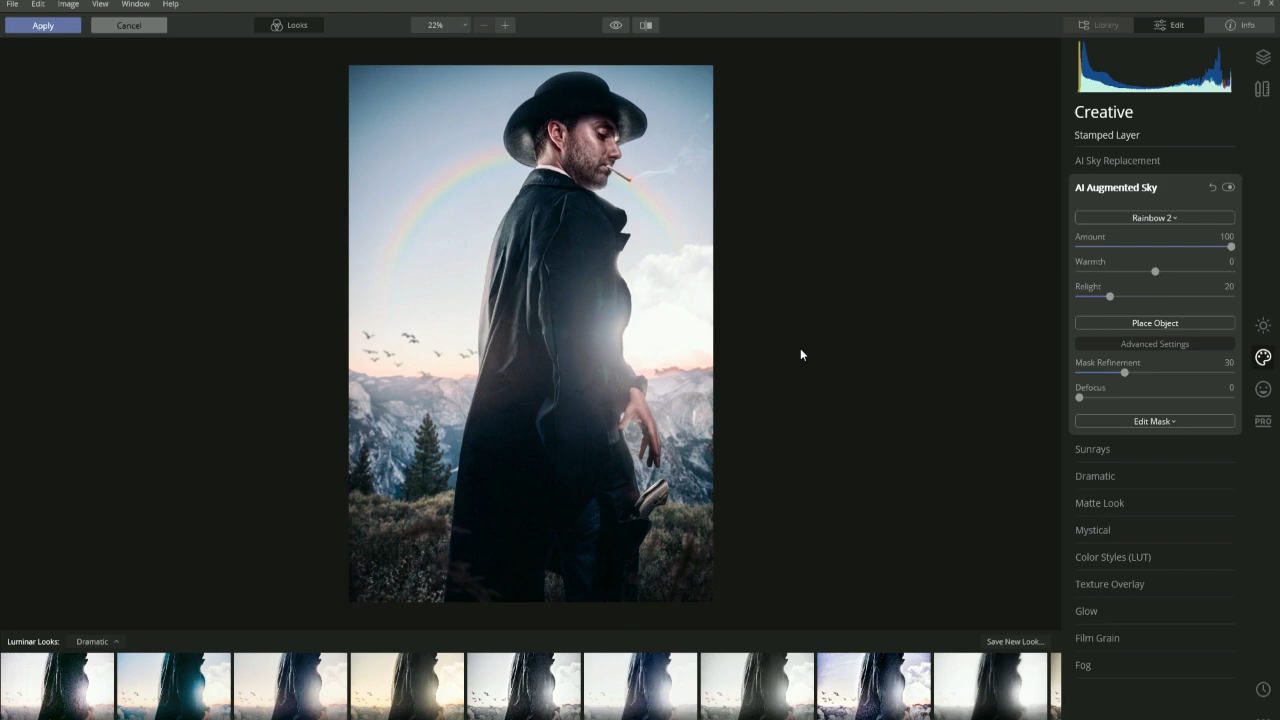 File Edit Image View Window Help
Apply Cancel Looks 22% Library Edit Info
Creative
Stamped Layer
AI Sky Replacement
AI Augmented Sky
Rainbow 2
Amount 100
Warmth 0
Relight 20
Place Object
Advanced Settings
Mask Refinement 30
Defocus 0
Edit Mask
PRO
Sunrays
Dramatic
Matte Look
Mystical
Color Styles (LUT)
Texture Overlay
Glow
Film Grain
Fog
Luminar Looks: Dramatic Save New Look...